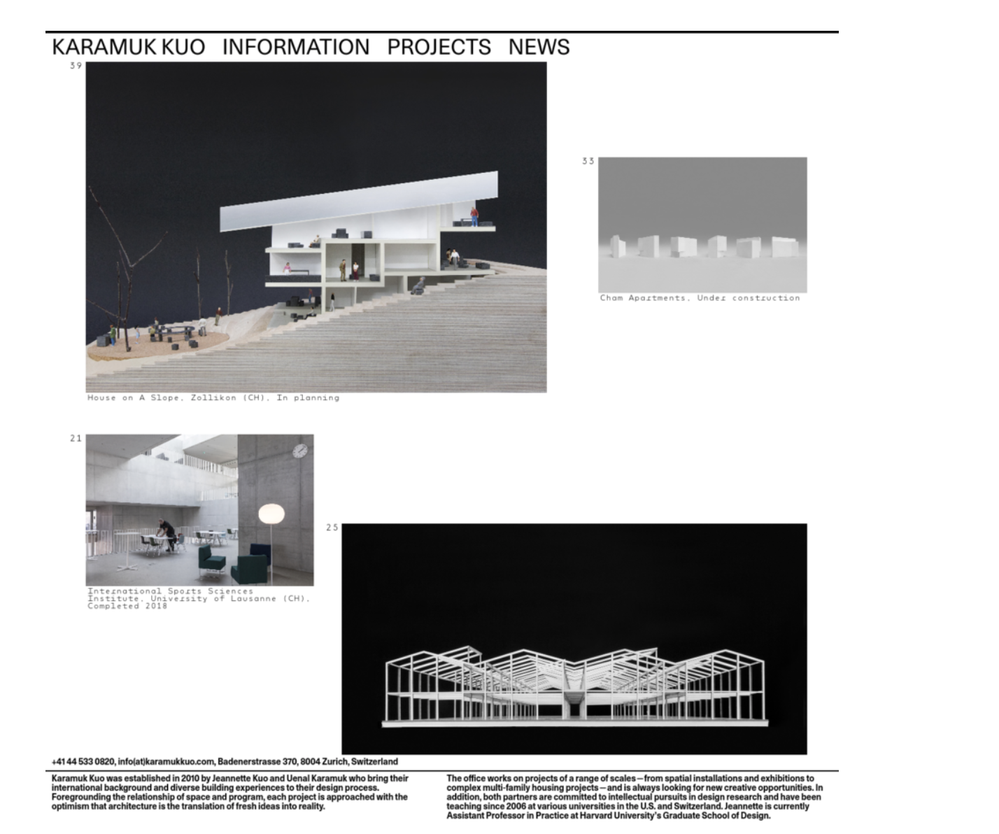 KARAMUK KUO INFORMATION PROJECTS NEWS
39
33
Cham Apartments, Under construction
House on A Slope, Zollikon (CH), In planning
21
25
International Sports Sciences
Institute, University of Lausanne (CH),
Completed 2018
+41 44 533 0820, info(at)karamukkuo.com, Badenerstrasse 370, 8004 Zurich, Switzerland
Karamuk Kuo was established in 2010 by Jeannette Kuo and Uenal Karamuk who bring their
international background and diverse building experiences to their design process.
Foregrounding the relationship of space and program, each project is approached with the
optimism that architecture is the translation of fresh ideas into reality.
The office works on projects of a range of scales—from spatial installations and exhibitions to
complex multi-family housing projects—and is always looking for new creative opportunities. In
addition, both partners are committed to intellectual pursuits in design research and have been
teaching since 2006 at various universities in the U.S. and Switzerland. Jeannette is currently
Assistant Professor in Practice at Harvard University's Graduate School of Design.